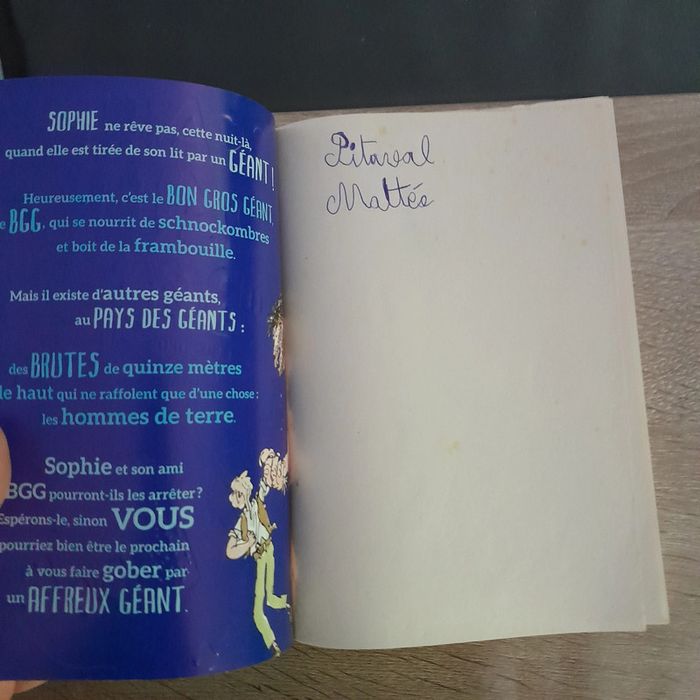 SOPHIE ne rêve pas, cette nuit-là,
quand elle est tirée de son lit par un GÉANT !
Heureusement, c'est le BON GROS GÉANT,
e BGG, qui se nourrit de schnockombres
et boit de la frambouille.
Mais il existe d'autres géants,
au PAYS DES GÉANTS :
des BRUTES de quinze mètres
de haut qui ne raffolent que d'une chose :
les hommes de terre.
Sophie et son ami
BGG pourront-ils les arrêter ?
Espérons-le, sinon VOUS
pourriez bien être le prochain
à vous faire gober par
un AFFREUX GÉANT.
Pitaval
Mattéo